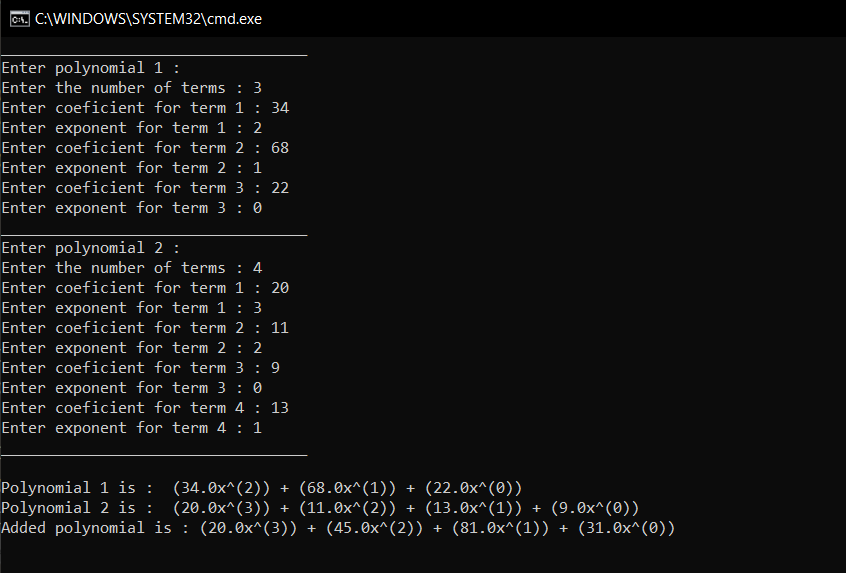 C:\WINDOWS\SYSTEM32\cmd.exe
__________________________________
Enter polynomial 1 :
Enter the number of terms : 3
Enter coeficient for term 1 : 34
Enter exponent for term 1 : 2
Enter coeficient for term 2 : 68
Enter exponent for term 2 : 1
Enter coeficient for term 3 : 22
Enter exponent for term 3 : 0
__________________________________
Enter polynomial 2 :
Enter the number of terms : 4
Enter coeficient for term 1 : 20
Enter exponent for term 1 : 3
Enter coeficient for term 2 : 11
Enter exponent for term 2 : 2
Enter coeficient for term 3 : 9
Enter exponent for term 3 : 0
Enter coeficient for term 4 : 13
Enter exponent for term 4 : 1
__________________________________
Polynomial 1 is :  (34.0x^(2)) + (68.0x^(1)) + (22.0x^(0))
Polynomial 2 is :  (20.0x^(3)) + (11.0x^(2)) + (13.0x^(1)) + (9.0x^(0))
Added polynomial is : (20.0x^(3)) + (45.0x^(2)) + (81.0x^(1)) + (31.0x^(0))